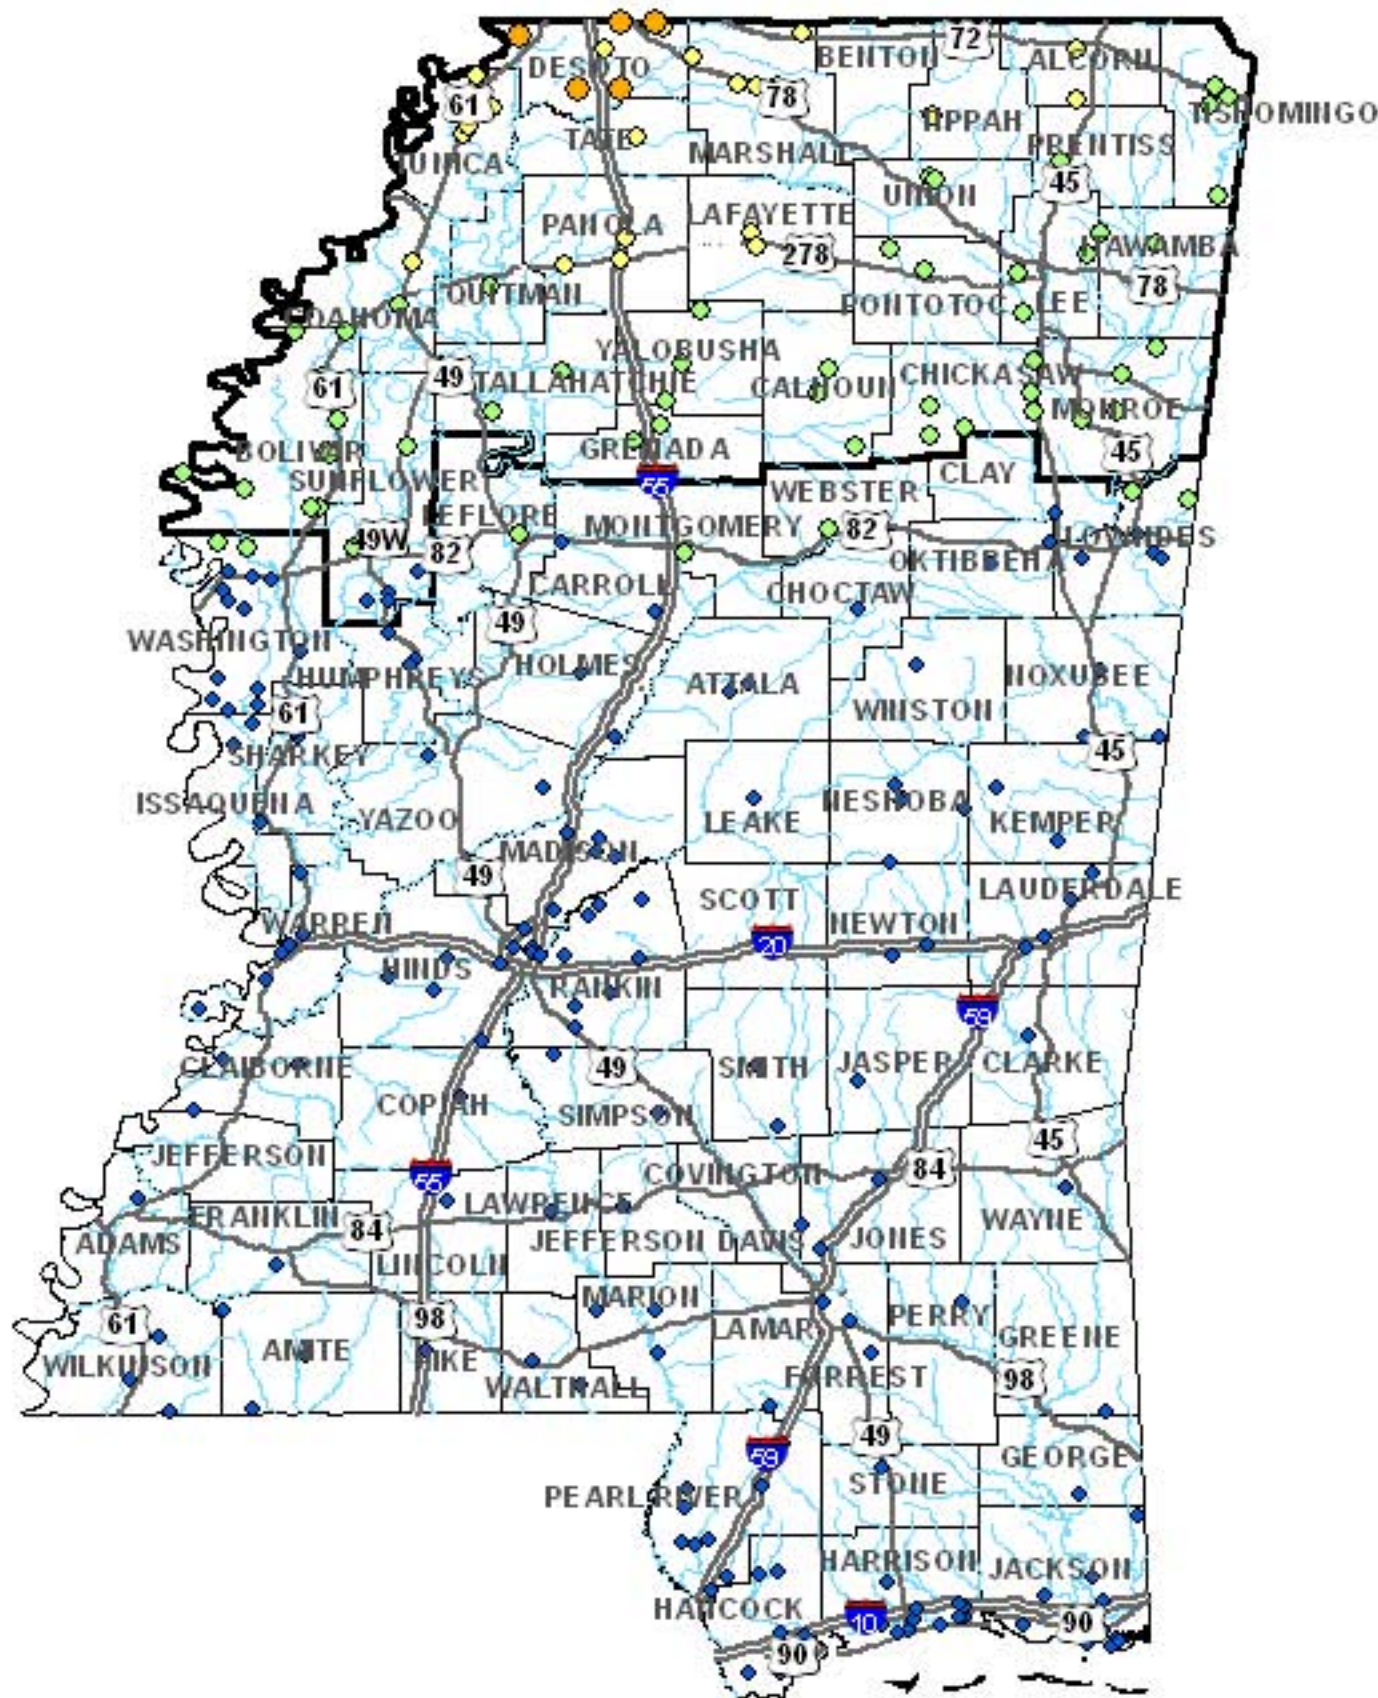 72
BENTON
ALCORN
DESOTO
61
78
TISHOMINGO
TIPPAH
TATE
PRENTISS
MARSHALL
TUNICA
45
UNION
PANOLA
LAFAYETTE
278
ITAWAMBA
78
QUITMAN
PONTOTOC
LEE
COAHOMA
YALOBUSHA
49
TALLAHATCHIE
CALHOUN
CHICKASAW
61
MONROE
BOLIVAR
GRENADA
45
SUNFLOWER
55
WEBSTER
CLAY
LEFLORE
MONTGOMERY
82
LOWNDES
49W
82
OKTIBBEHA
CARROLL
CHOCTAW
49
WASHINGTON
HOLMES
HUMPHREYS
ATTALA
NOXUBEE
WINSTON
61
SHARKEY
45
ISSAQUENA
YAZOO
LEAKE
NESHOBA
KEMPER
MADISON
49
LAUDERDALE
SCOTT
WARREN
NEWTON
20
HINDS
RANKIN
59
CLAIBORNE
49
SMITH
JASPER
CLARKE
COPIAH
SIMPSON
45
JEFFERSON
55
COVINGTON
84
LAWRENCE
FRANKLIN
84
WAYNE
ADAMS
JEFFERSON DAVIS
JONES
LINCOLN
MARION
98
PERRY
61
LAMAR
GREENE
WILKINSON
AMITE
PIKE
WALTHALL
FORREST
98
49
59
GEORGE
STONE
PEARL RIVER
HARRISON
JACKSON
HANCOCK
10
90
90